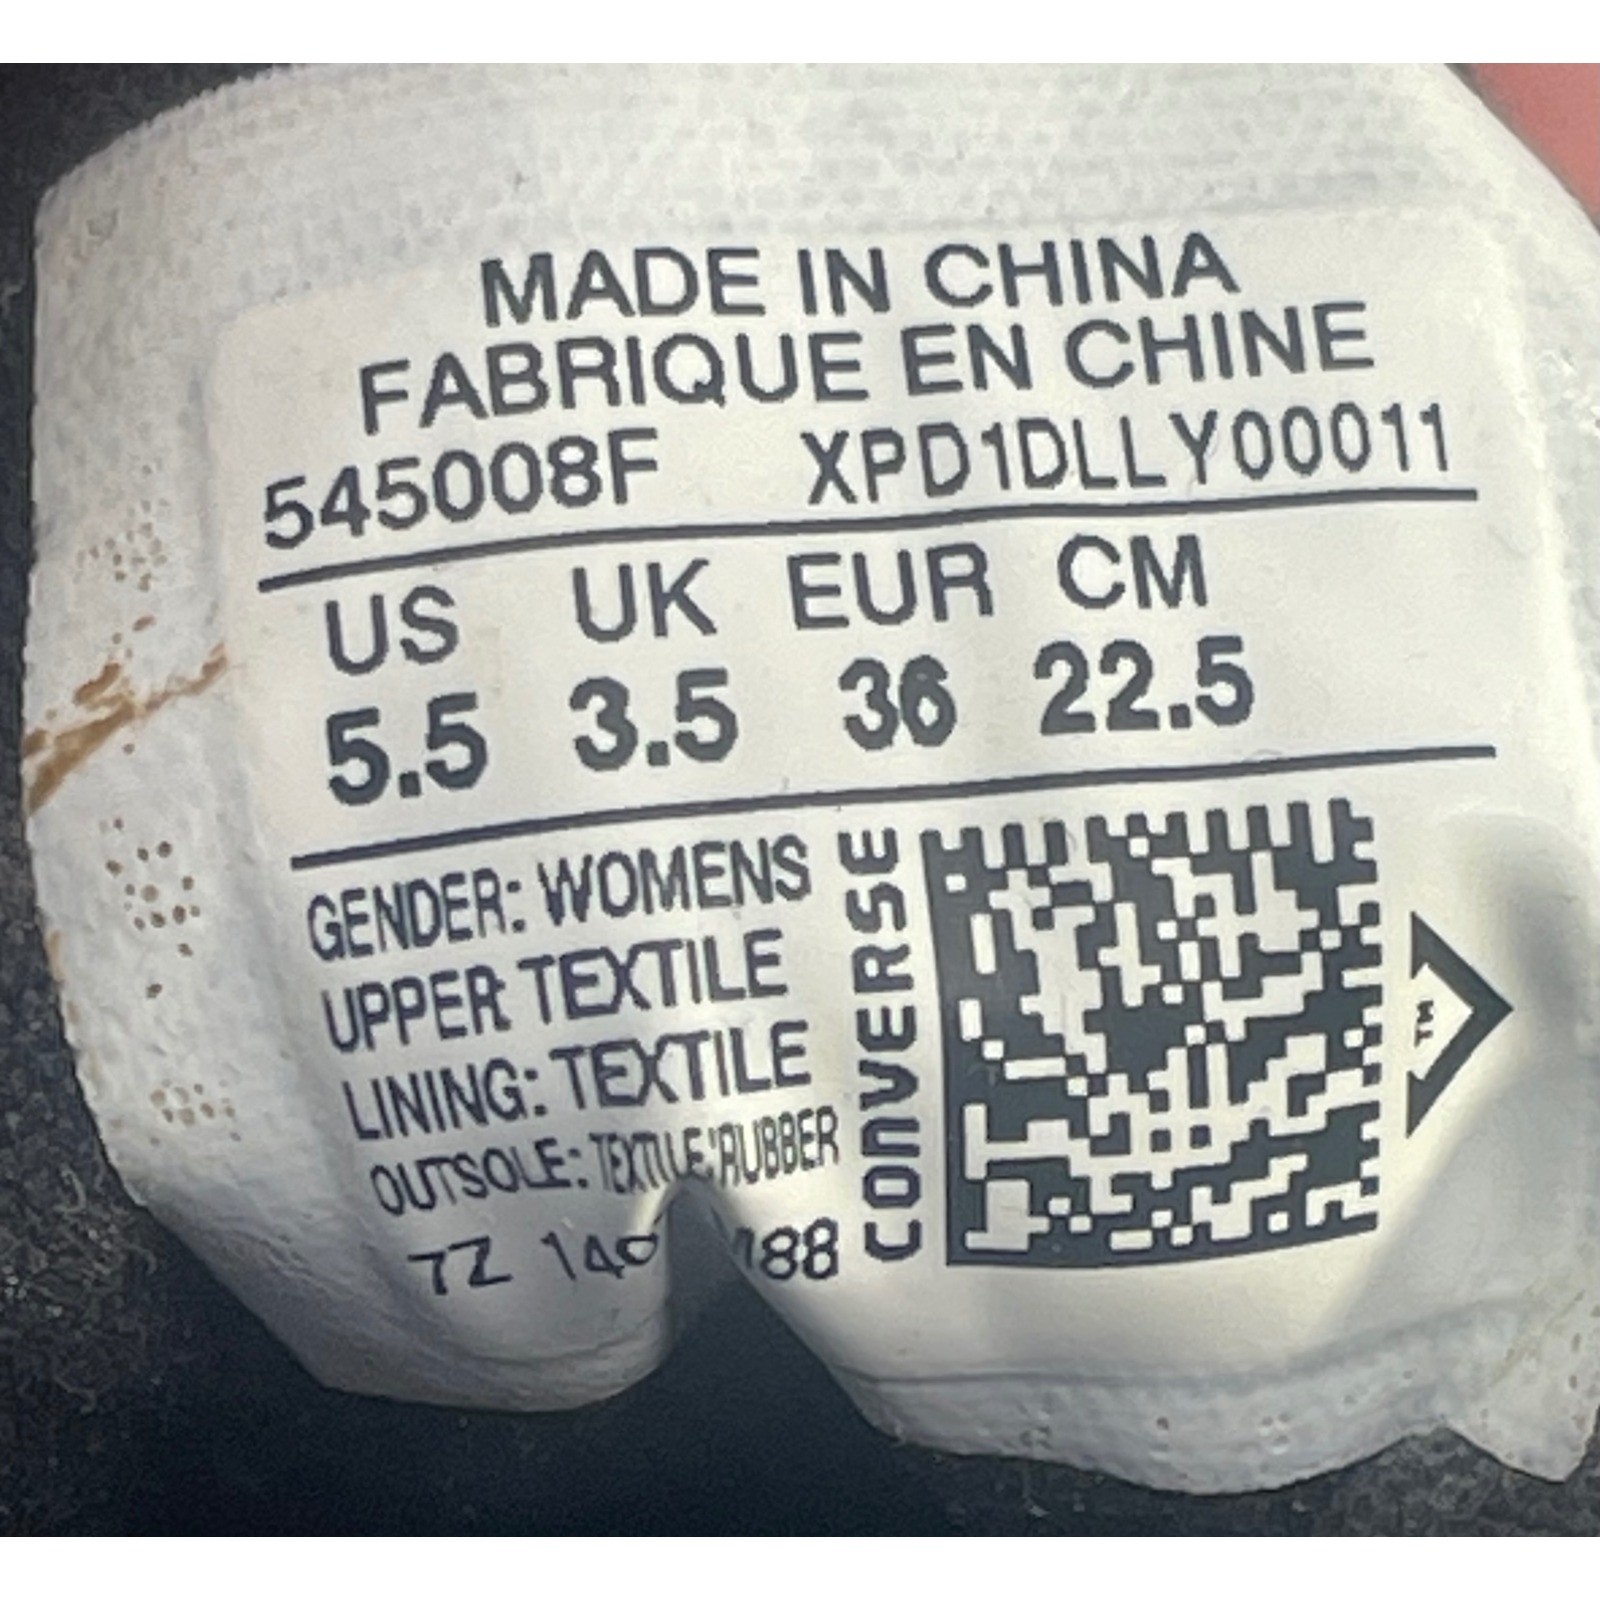 MADE IN CHINA
FABRIQUE EN CHINE
545008F XPD1DLLY00011
US UK EUR CM
5.5 3.5 36 22.5
GENDER: WOMENS
UPPER TEXTILE
LINING: TEXTILE
OUTSOLE: TEXTILE/RUBBER
7Z
CONVERSE
TM